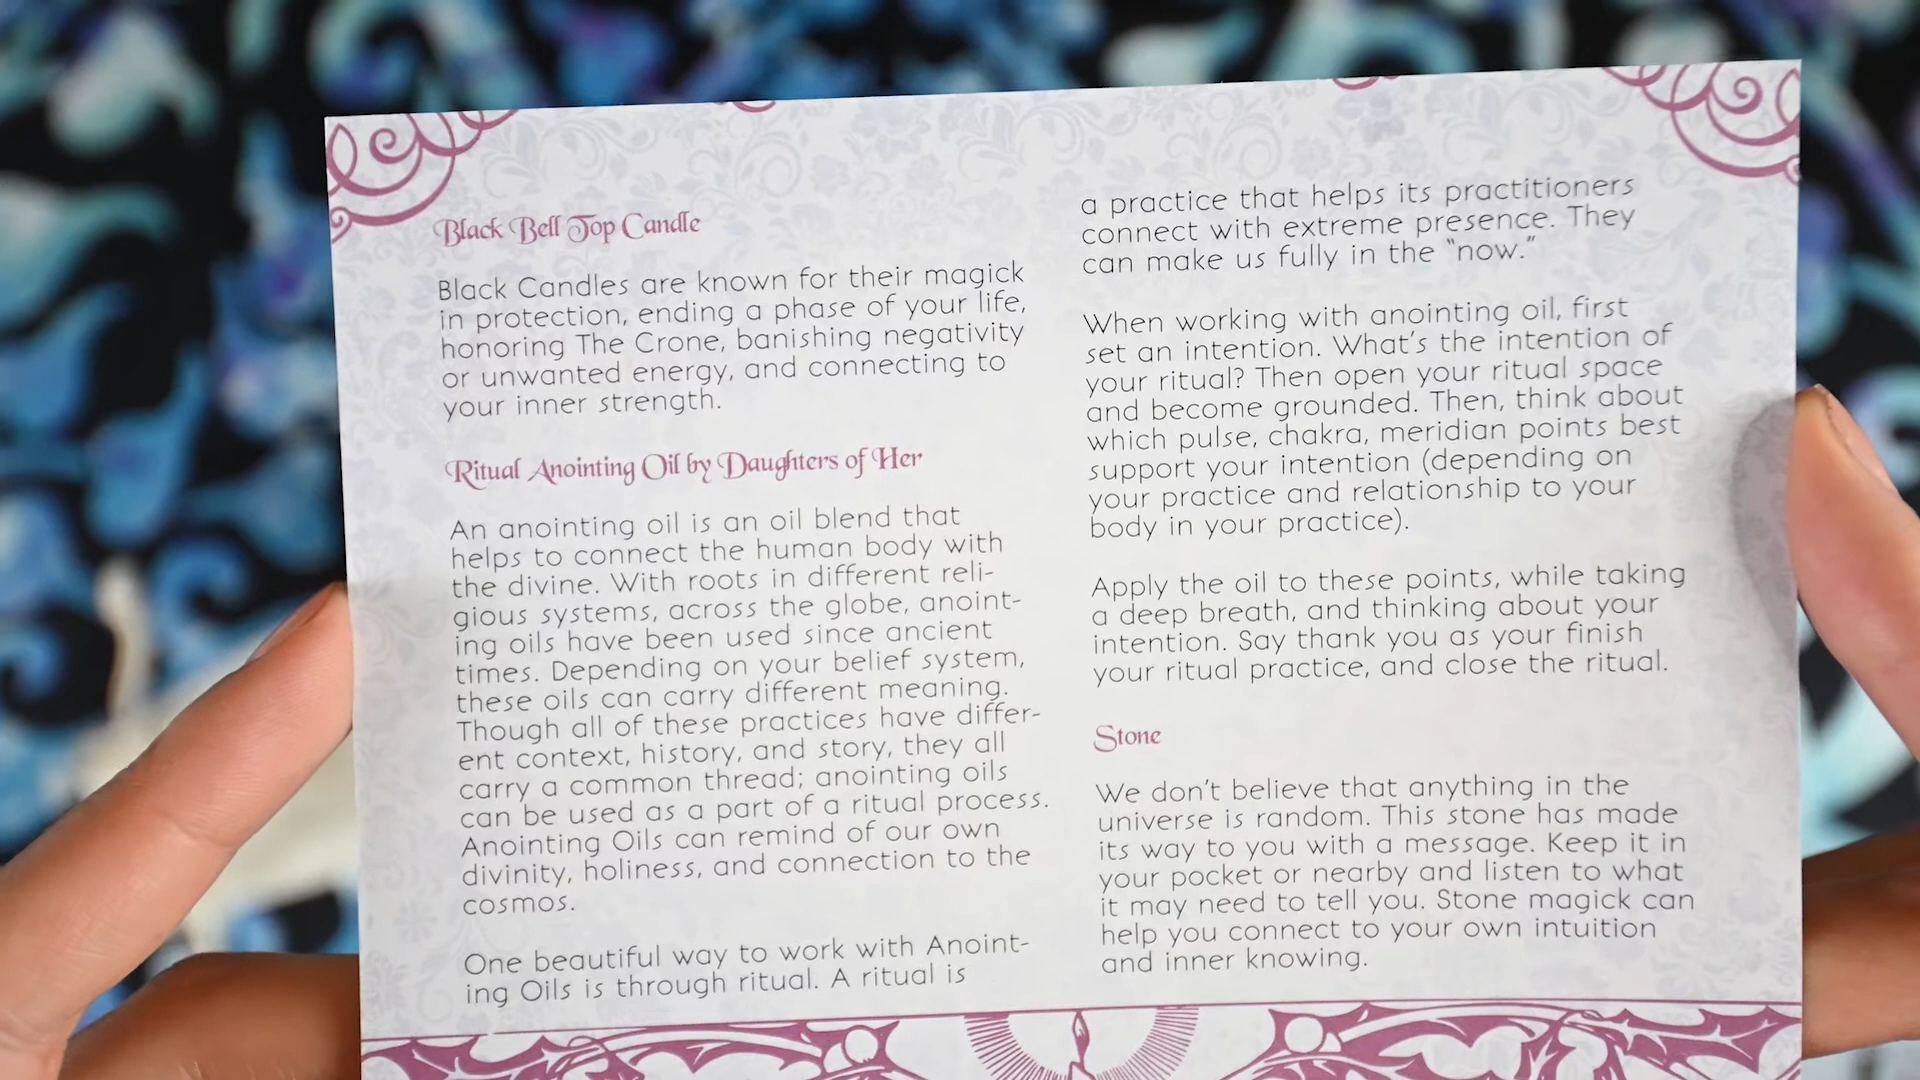 Black Bell Top Candle
Black Candles are known for their magick
in protection, ending a phase of your life,
honoring The Crone, banishing negativity
or unwanted energy, and connecting to
your inner strength.
Ritual Anointing Oil by Daughters of Her
An anointing oil is an oil blend that
helps to connect the human body with
the divine. With roots in different reli-
gious systems, across the globe, anoint-
ing oils have been used since ancient
times. Depending on your belief system,
these oils can carry different meaning.
Though all of these practices have differ-
ent context, history, and story, they all
carry a common thread; anointing oils
can be used as a part of a ritual process.
Anointing Oils can remind of our own
divinity, holiness, and connection to the
cosmos.
One beautiful way to work with Anoint-
ing Oils is through ritual. A ritual is
a practice that helps its practitioners
connect with extreme presence. They
can make us fully in the "now."
When working with anointing oil, first
set an intention. What's the intention of
your ritual? Then open your ritual space
and become grounded. Then, think about
which pulse, chakra, meridian points best
support your intention (depending on
your practice and relationship to your
body in your practice).
Apply the oil to these points, while taking
a deep breath, and thinking about your
intention. Say thank you as your finish
your ritual practice, and close the ritual.
Stone
We don't believe that anything in the
universe is random. This stone has made
its way to you with a message. Keep it in
your pocket or nearby and listen to what
it may need to tell you. Stone magick can
help you connect to your own intuition
and inner knowing.